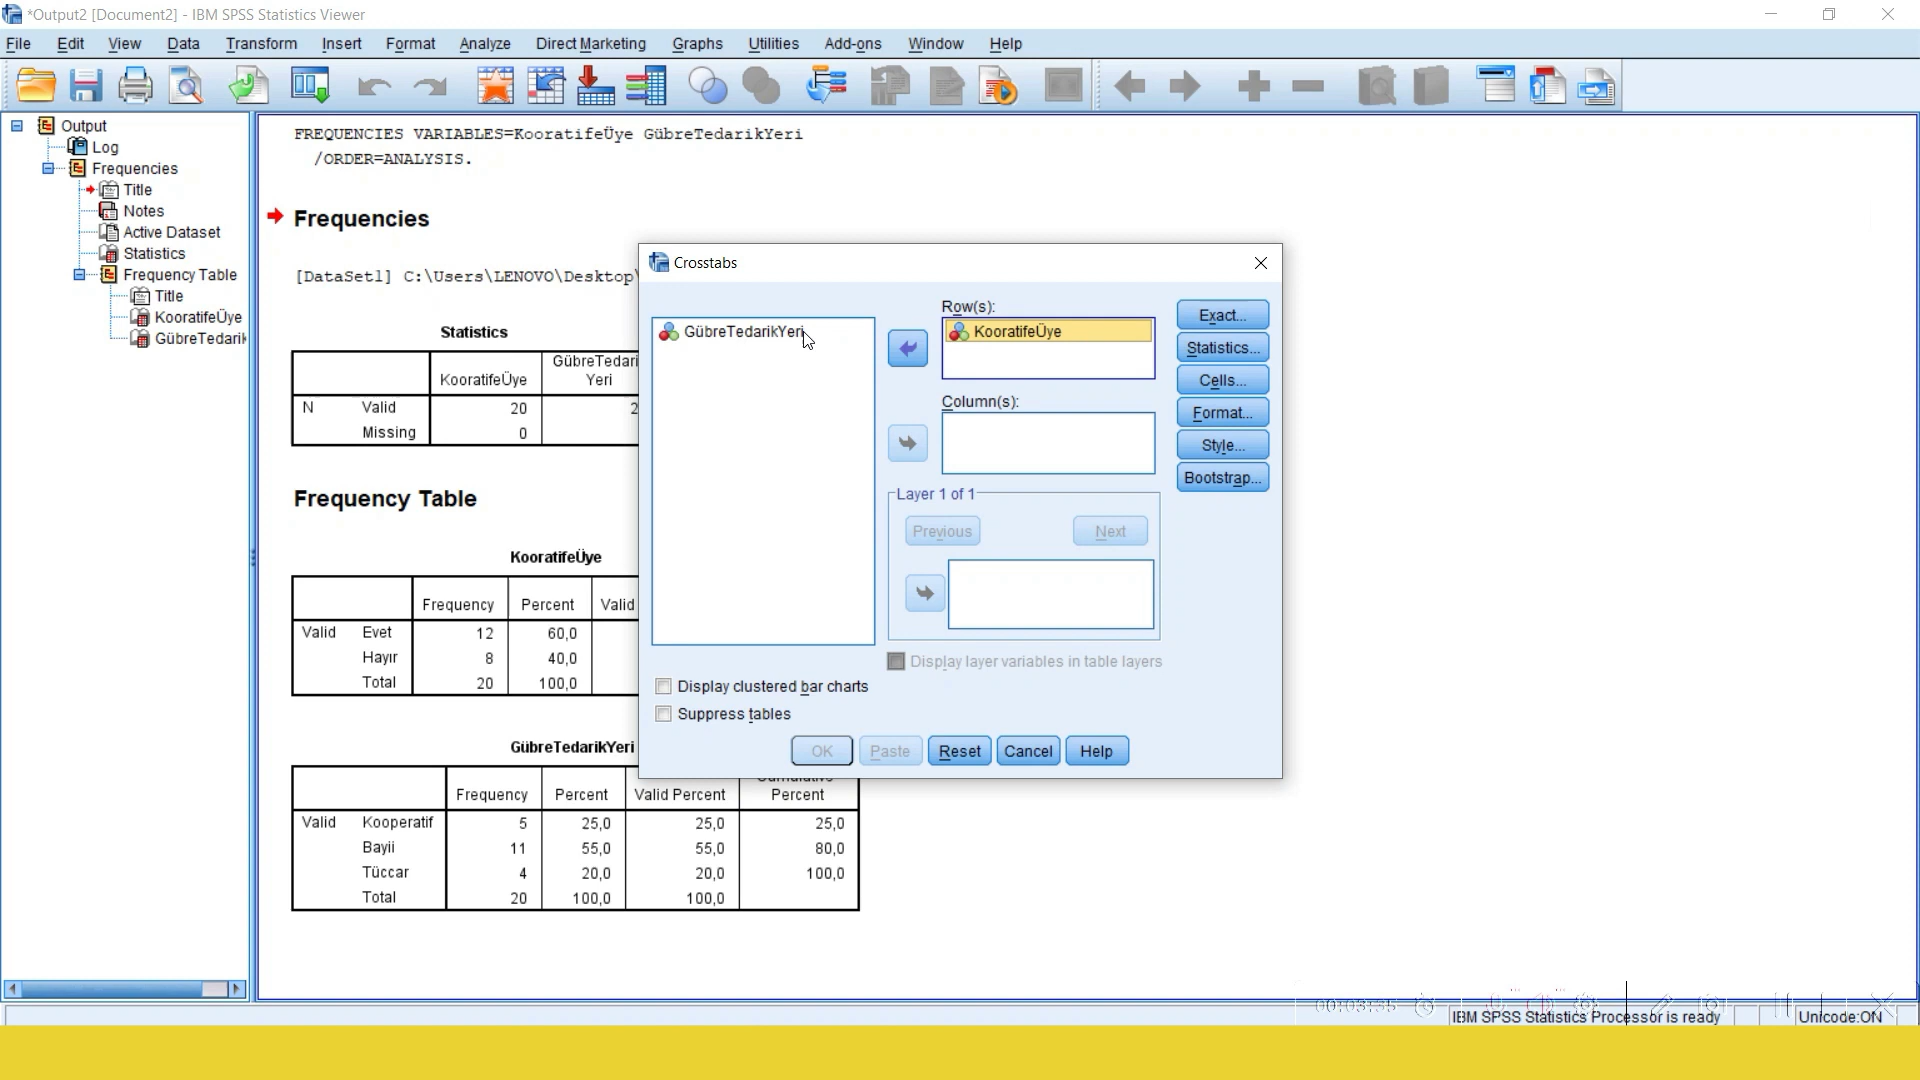 *Output2 [Document2] - IBM SPSS Statistics Viewer
File Edit View Data Transform Insert Format Analyze Direct Marketing Graphs Utilities Add-ons Window Help
Output
Log
Frequencies
Title
Notes
Active Dataset
Statistics
Frequency Table
Title
KooratifeÜye
GübreTedarik
FREQUENCIES VARIABLES=KooratifeÜye GübreTedarikYeri
/ORDER=ANALYSIS.
Frequencies
[DataSet1] C:\Users\LENOVO\Desktop\
Statistics
KooratifeÜye GübreTedari
Yeri
N Valid 20 2
Missing 0
Frequency Table
KooratifeÜye
Frequency Percent Valid
Valid Evet 12 60,0
Hayır 8 40,0
Total 20 100,0
GübreTedarikYeri
Frequency Percent Valid Percent Cumulative
Percent
Valid Kooperatif 5 25,0 25,0 25,0
Bayii 11 55,0 55,0 80,0
Tüccar 4 20,0 20,0 100,0
Total 20 100,0 100,0
Crosstabs
GübreTedarikYeri
Row(s):
KooratifeÜye
Column(s):
Layer 1 of 1
Previous Next
Display layer variables in table layers
Display clustered bar charts
Suppress tables
OK Paste Reset Cancel Help
Exact...
Statistics...
Cells...
Format...
Style...
Bootstrap...
00:03:35
IBM SPSS Statistics Processor is ready Unicode:ON